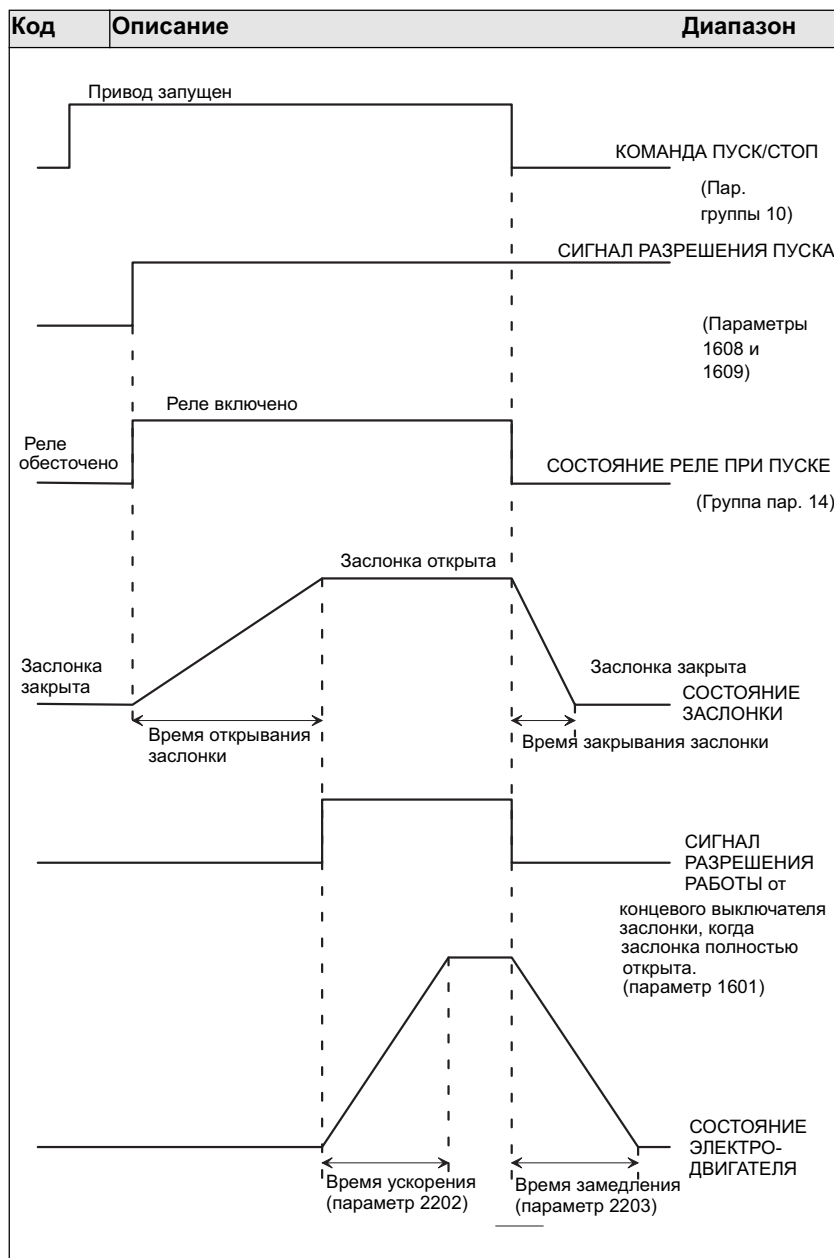 Код Описание Диапазон
Привод запущен
КОМАНДА ПУСК/СТОП
(Пар.
группы 10)
СИГНАЛ РАЗРЕШЕНИЯ ПУСКА
(Параметры
1608 и
1609)
Реле включено
Реле
обесточено
СОСТОЯНИЕ РЕЛЕ ПРИ ПУСКЕ
(Группа пар. 14)
Заслонка открыта
Заслонка
закрыта
Заслонка закрыта
СОСТОЯНИЕ
ЗАСЛОНКИ
Время открывания
заслонки
Время закрывания заслонки
СИГНАЛ
РАЗРЕШЕНИЯ
РАБОТЫ от
концевого выключателя
заслонки, когда
заслонка полностью
открыта.
(параметр 1601)
СОСТОЯНИЕ
ЭЛЕКТРО-
ДВИГАТЕЛЯ
Время ускорения
(параметр 2202)
Время замедления
(параметр 2203)